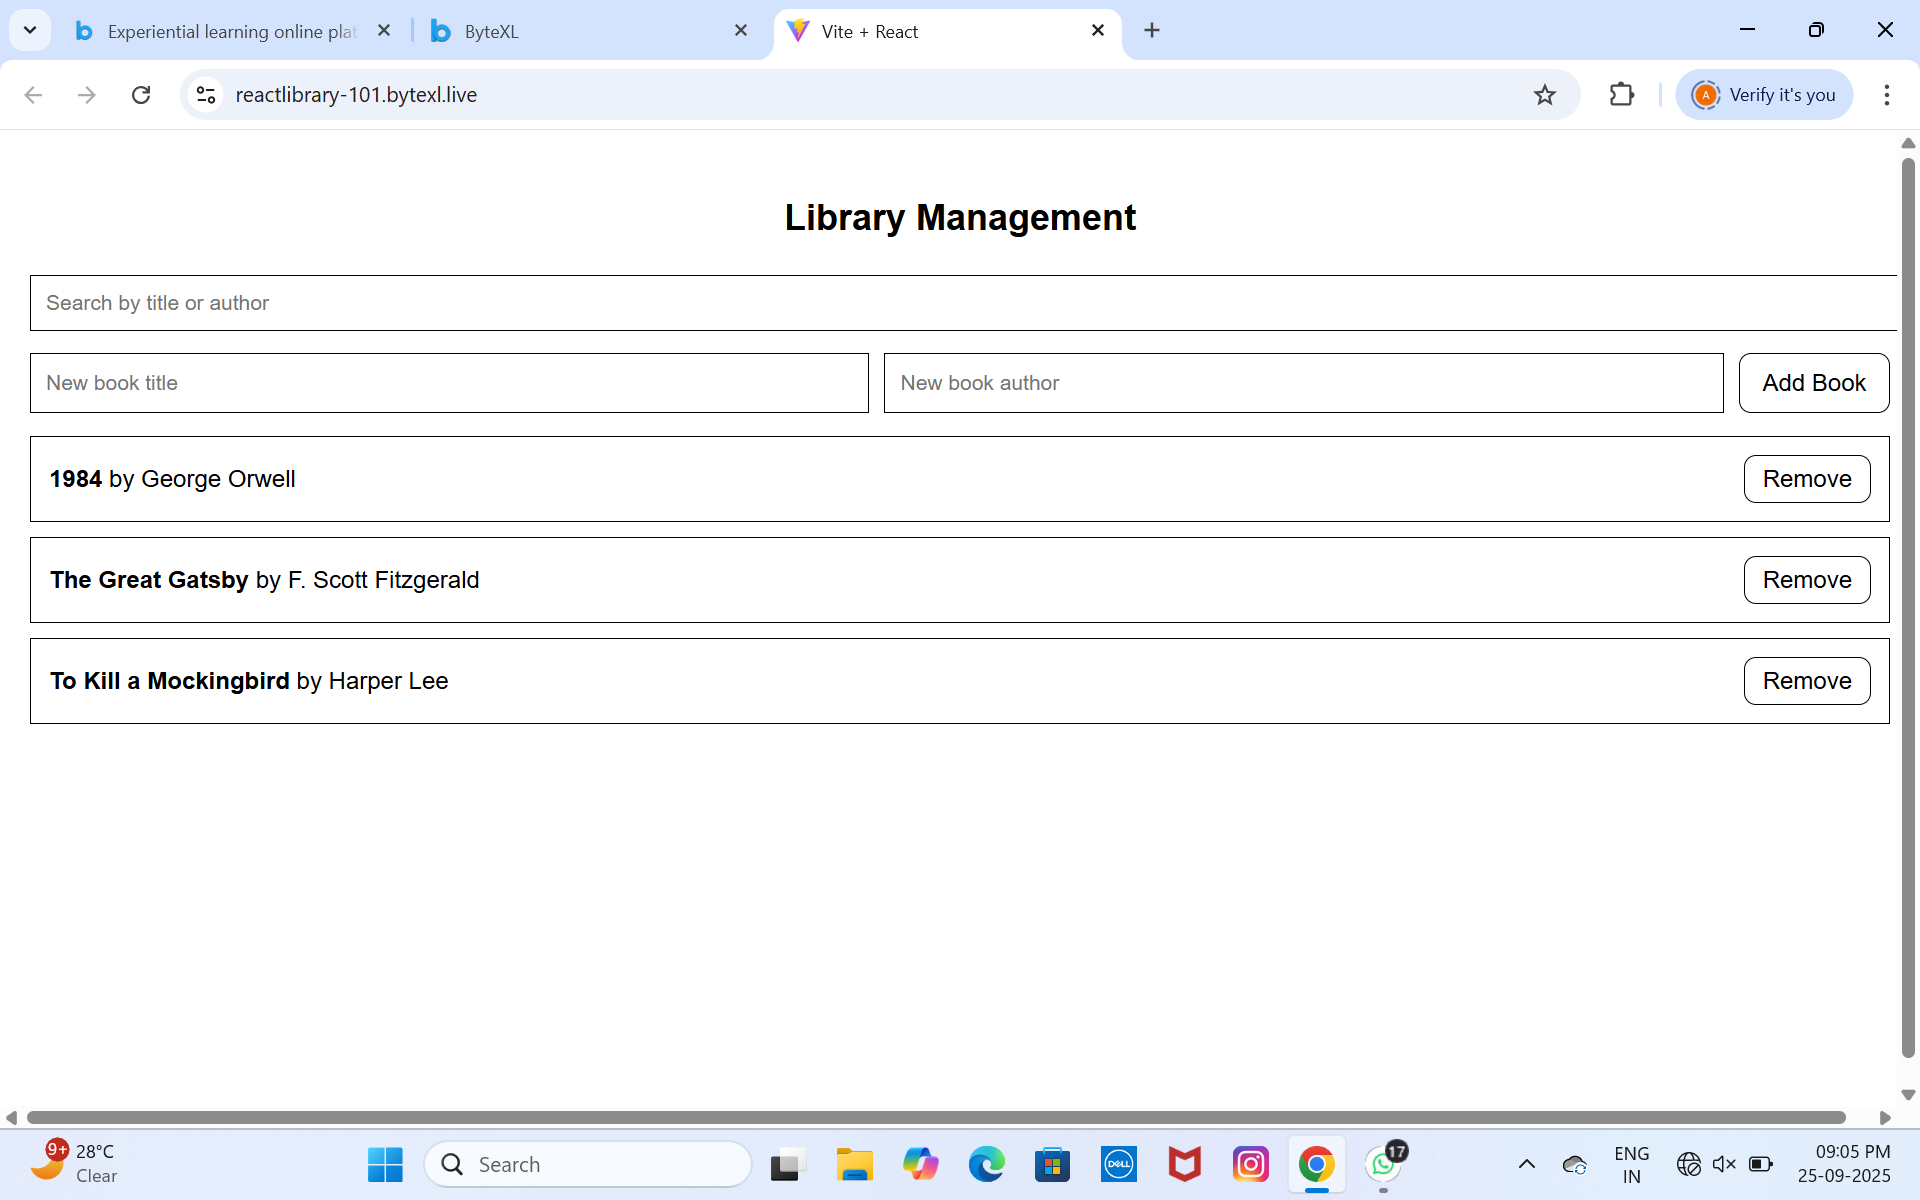 Experiential learning online plat
ByteXL
Vite + React
reactlibrary-101.bytexl.live
A
Verify it's you
Library Management
Search by title or author
New book title
New book author
Add Book
1984 by George Orwell
Remove
The Great Gatsby by F. Scott Fitzgerald
Remove
To Kill a Mockingbird by Harper Lee
Remove
9+
28°C
Clear
Search
DELL
17
ENG
IN
09:05 PM
25-09-2025